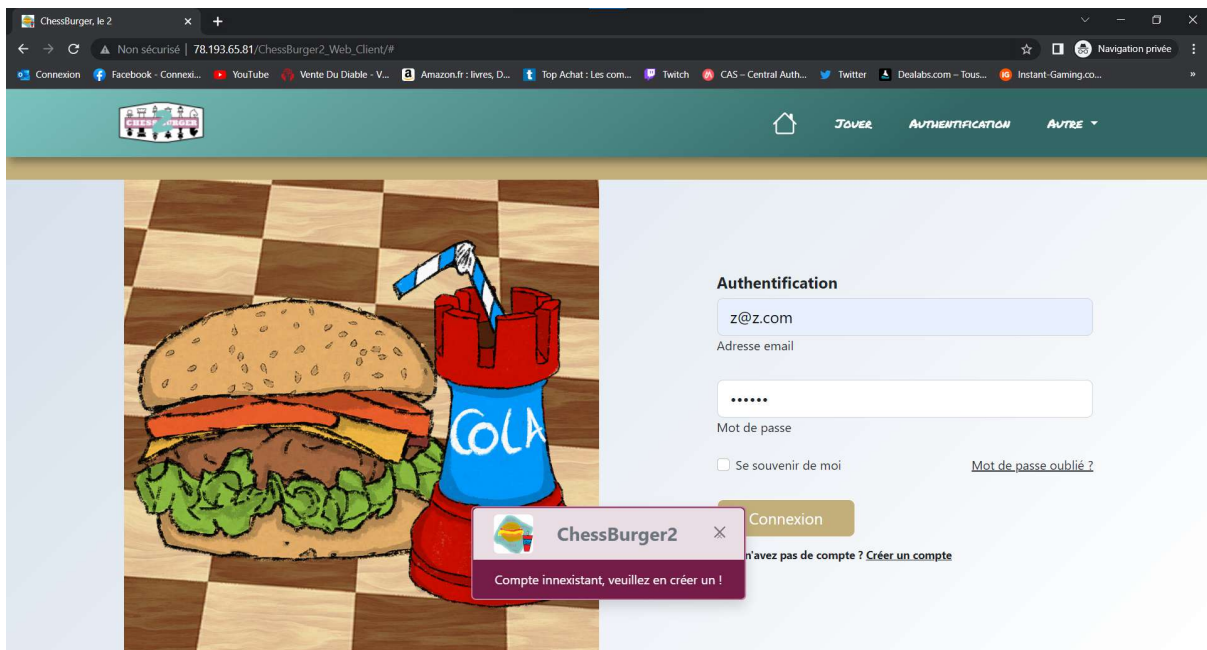 ChessBurger, le 2
Non sécurisé | 78.193.65.81/ChessBurger2_Web_Client/#
Navigation privée
Connexion Facebook - Connexi... YouTube Vente Du Diable - V... Amazon.fr : livres, D... Top Achat : Les com... Twitch CAS – Central Auth... Twitter Dealabs.com – Tous... Instant-Gaming.co... »
CHESS BURGER
2
JOUER AUTHENTIFICATION AUTRE
Authentification
z@z.com
Adresse email
••••••
Mot de passe
Se souvenir de moi Mot de passe oublié ?
Connexion
n'avez pas de compte ? Créer un compte
COLA
ChessBurger2
Compte innexistant, veuillez en créer un !